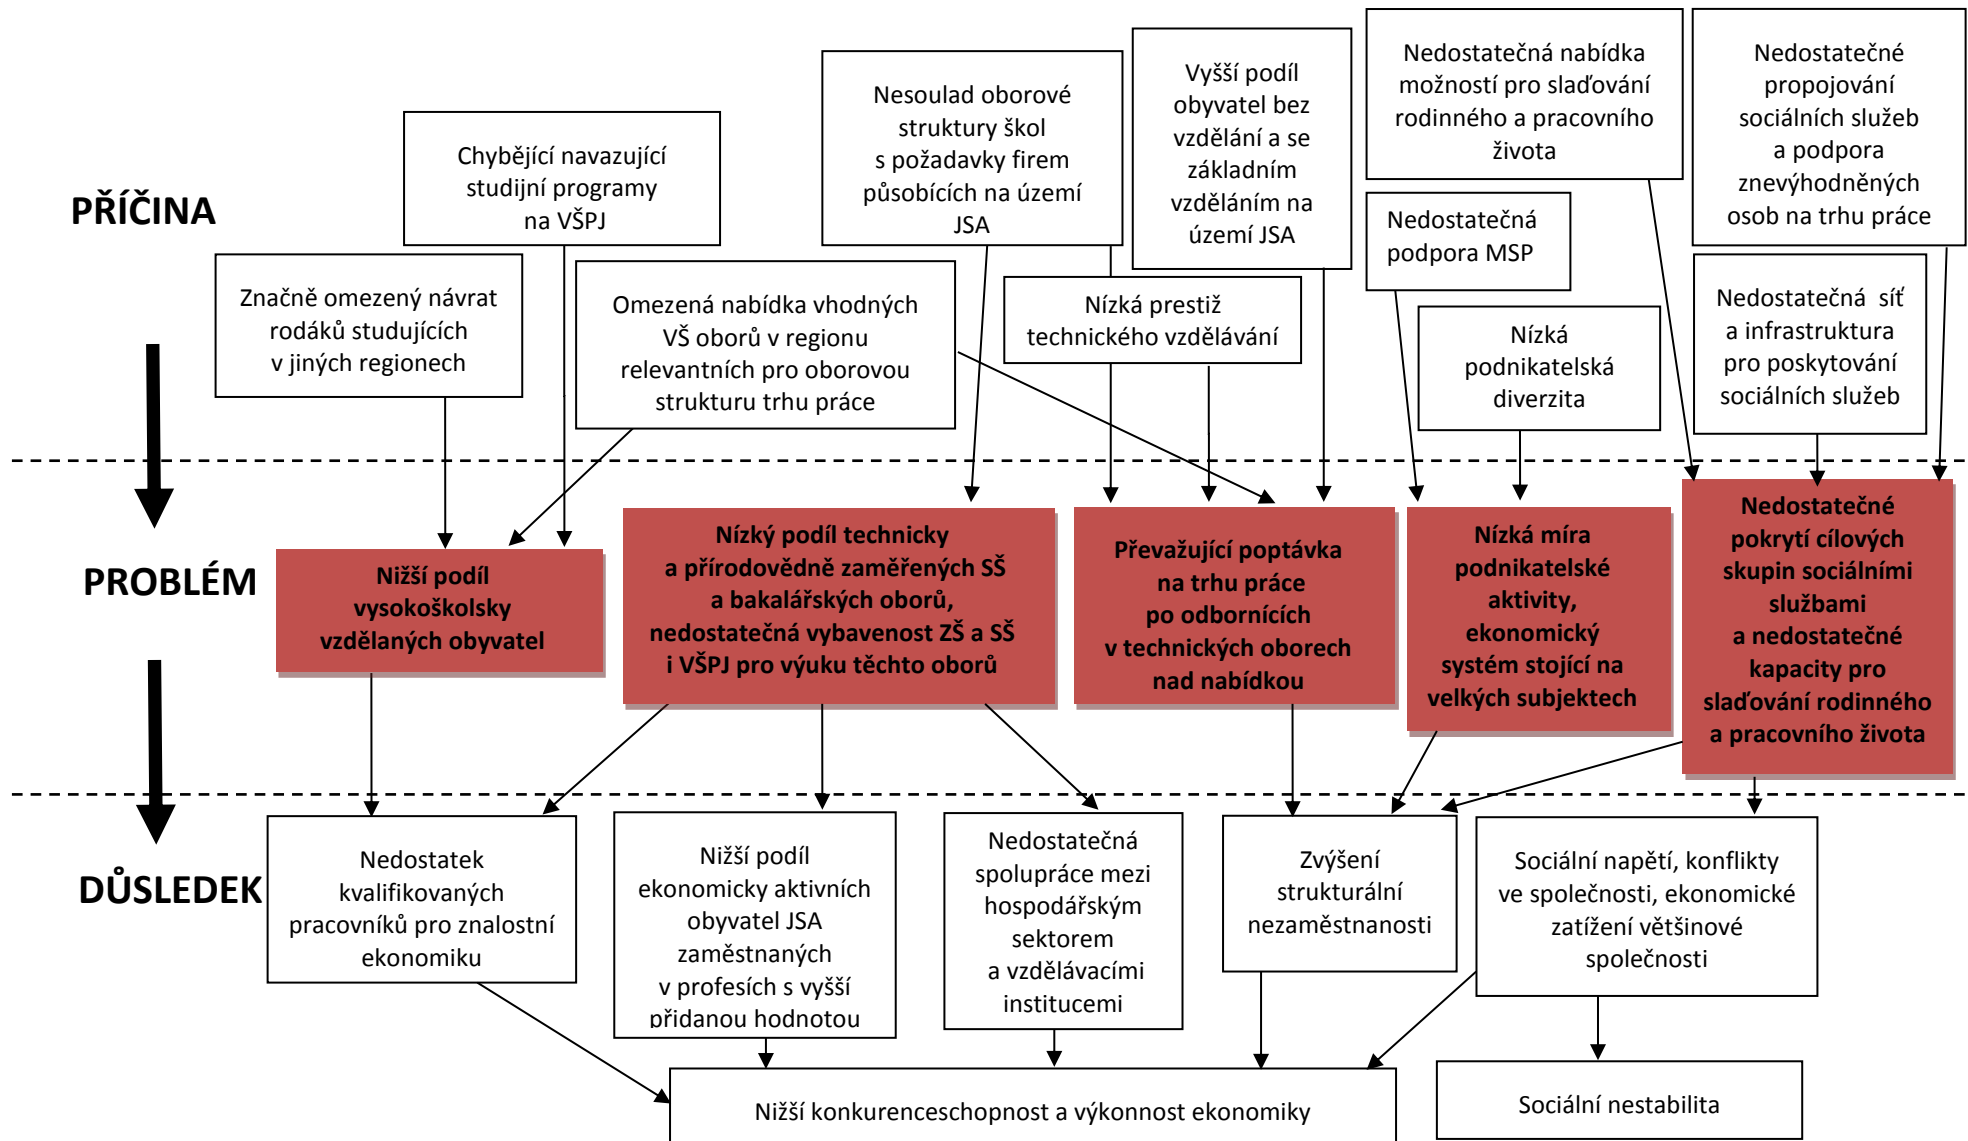 PŘÍČINA
Chybějící navazující
studijní programy
na VŠPJ
Nesoulad oborové
struktury škol
s požadavky firem
působících na území
JSA
Vyšší podíl
obyvatel bez
vzdělání a se
základním
vzděláním na
území JSA
Nedostatečná nabídka
možností pro slaďování
rodinného a pracovního
života
Nedostatečné
propojování
sociálních služeb
a podpora
znevýhodněných
osob na trhu práce
Nedostatečná
podpora MSP
Značně omezený návrat
rodáků studujících
v jiných regionech
Omezená nabídka vhodných
VŠ oborů v regionu
relevantních pro oborovou
strukturu trhu práce
Nízká prestiž
technického vzdělávání
Nízká
podnikatelská
diverzita
Nedostatečná  síť
a infrastruktura
pro poskytování
sociálních služeb
PROBLÉM
Nižší podíl
vysokoškolsky
vzdělaných obyvatel
Nízký podíl technicky
a přírodovědně zaměřených SŠ
a bakalářských oborů,
nedostatečná vybavenost ZŠ a SŠ
i VŠPJ pro výuku těchto oborů
Převažující poptávka
na trhu práce
po odbornících
v technických oborech
nad nabídkou
Nízká míra
podnikatelské
aktivity,
ekonomický
systém stojící na
velkých subjektech
Nedostatečné
pokrytí cílových
skupin sociálními
službami
a nedostatečné
kapacity pro
slaďování rodinného
a pracovního života
DŮSLEDEK
Nedostatek
kvalifikovaných
pracovníků pro znalostní
ekonomiku
Nižší podíl
ekonomicky aktivních
obyvatel JSA
zaměstnaných
v profesích s vyšší
přidanou hodnotou
Nedostatečná
spolupráce mezi
hospodářským
sektorem
a vzdělávacími
institucemi
Zvýšení
strukturální
nezaměstnanosti
Sociální napětí, konflikty
ve společnosti, ekonomické
zatížení většinové
společnosti
Nižší konkurenceschopnost a výkonnost ekonomiky
Sociální nestabilita